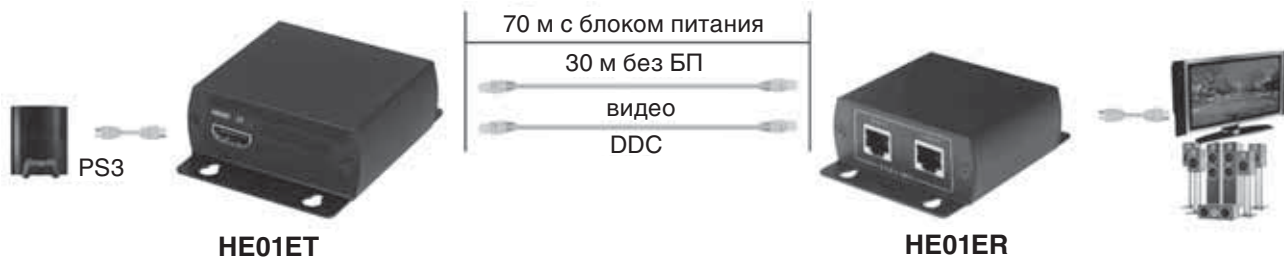 70 м с блоком питания
30 м без БП
видео
DDC
PS3
HE01ET
HE01ER